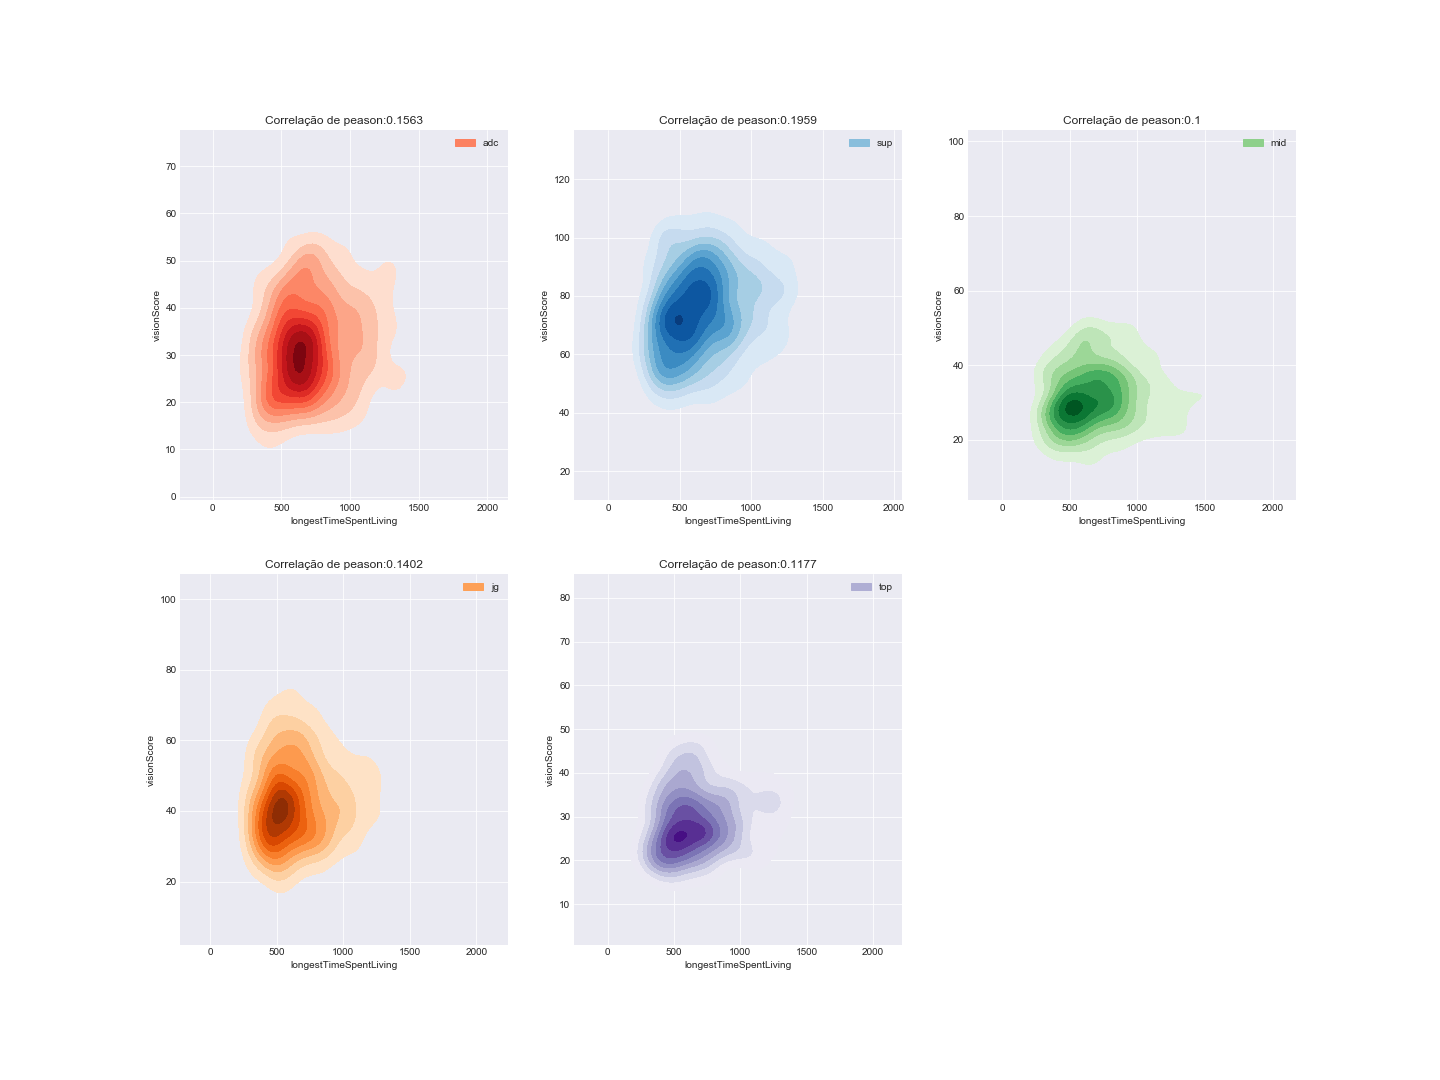 Correlação de peason:0.1563
adc
70
60
50
40
30
20
10
0
visionScore
0 500 1000 1500 2000
longestTimeSpentLiving
Correlação de peason:0.1959
sup
120
100
80
60
40
20
visionScore
0 500 1000 1500 2000
longestTimeSpentLiving
Correlação de peason:0.1
mid
100
80
60
40
20
visionScore
0 500 1000 1500 2000
longestTimeSpentLiving
Correlação de peason:0.1402
jg
100
80
60
40
20
visionScore
0 500 1000 1500 2000
longestTimeSpentLiving
Correlação de peason:0.1177
top
80
70
60
50
40
30
20
10
visionScore
0 500 1000 1500 2000
longestTimeSpentLiving